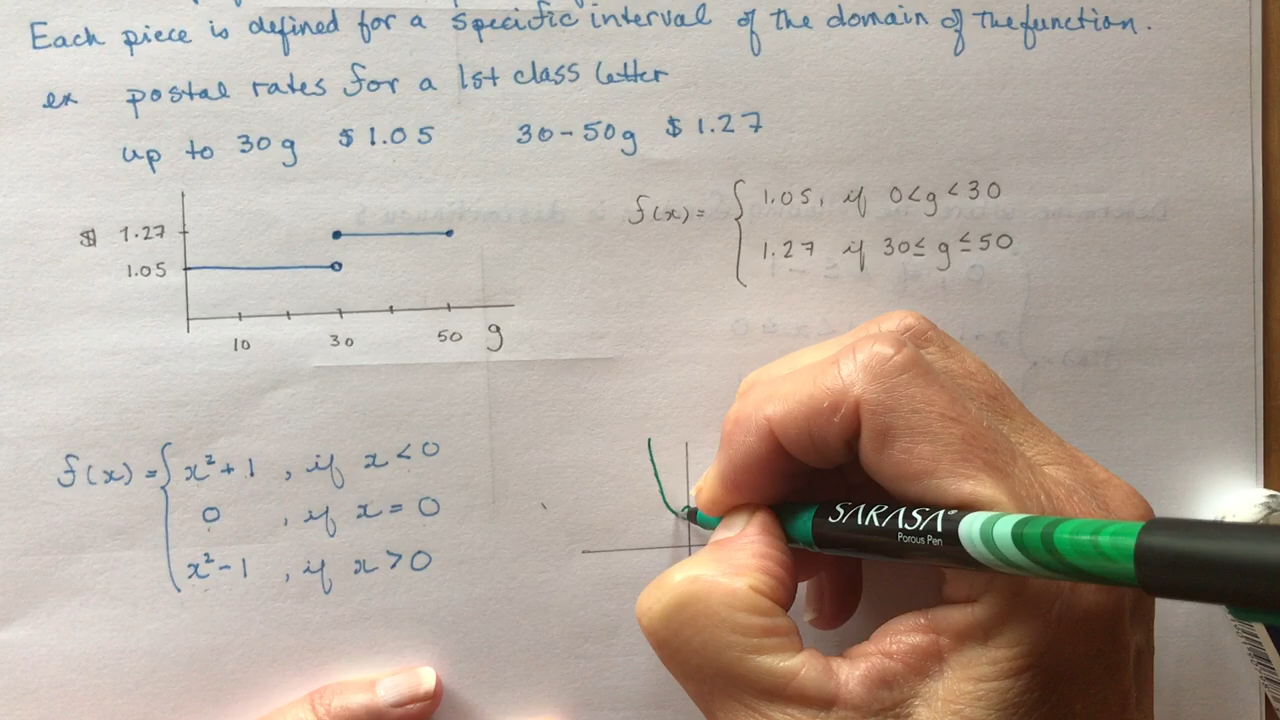 Each piece is defined for a specific interval of the domain of the function.
ex postal rates for a 1st class letter
up to 30g $1.05 30-50g $1.27
f(x)= { 1.05, if 0<g<30
1.27 if 30≤ g ≤50
$ 1.27
1.05
10 30 50 g
f(x) = { x²+1 , if x<0
0 , if x=0
x²-1 , if x>0
SARASA®
Porous Pen